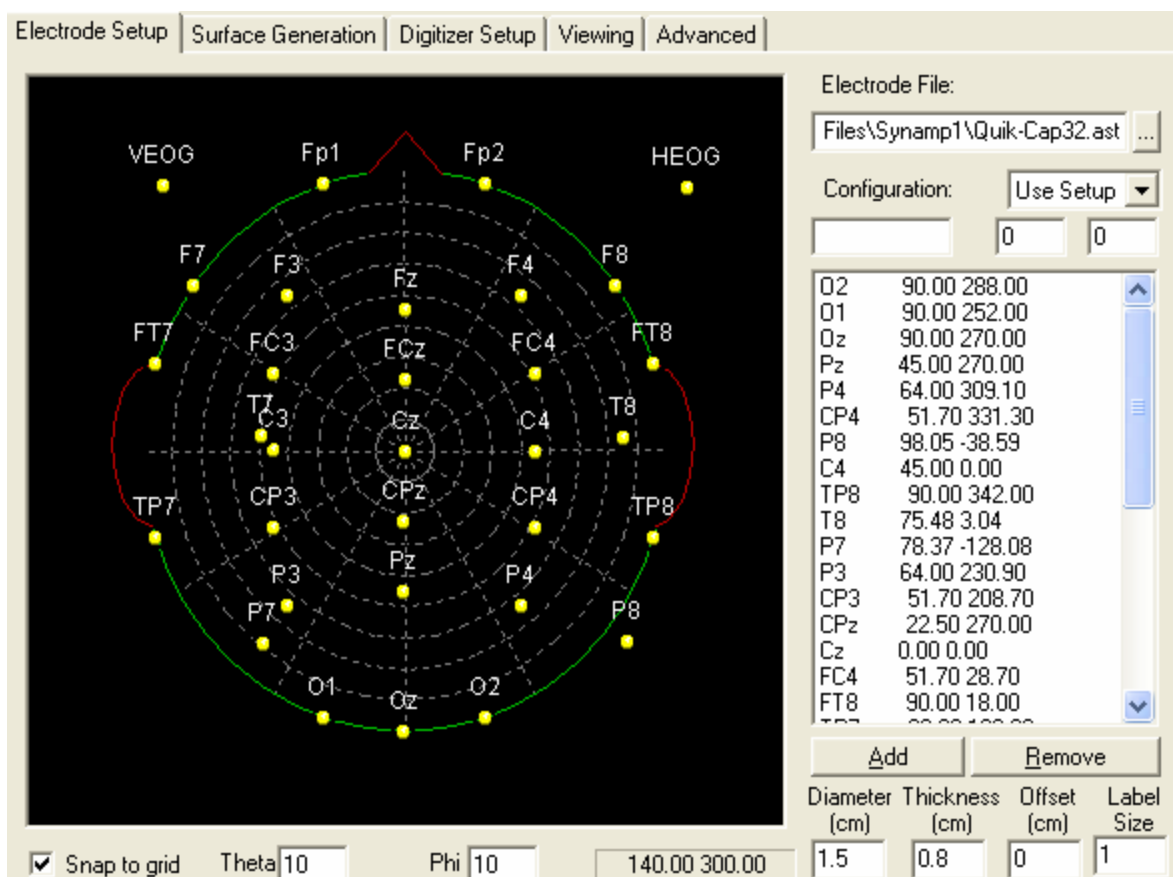 Electrode Setup Surface Generation Digitizer Setup Viewing Advanced
Electrode File:
Files\Synamp1\Quik-Cap32.ast ...
Configuration: Use Setup
0 0
VEOG Fp1 Fp2 HEOG
F7 F3 Fz F4 F8
FT7 FC3 FCz FC4 FT8
T7 C3 Cz C4 T8
TP7 CP3 CPz CP4 TP8
P7 P3 Pz P4 P8
O1 Oz O2
O2 90.00 288.00
O1 90.00 252.00
Oz 90.00 270.00
Pz 45.00 270.00
P4 64.00 309.10
CP4 51.70 331.30
P8 98.05 -38.59
C4 45.00 0.00
TP8 90.00 342.00
T8 75.48 3.04
P7 78.37 -128.08
P3 64.00 230.90
CP3 51.70 208.70
CPz 22.50 270.00
Cz 0.00 0.00
FC4 51.70 28.70
FT8 90.00 18.00
Add Remove
Diameter (cm) Thickness (cm) Offset (cm) Label Size
1.5 0.8 0 1
Snap to grid Theta 10 Phi 10 140.00 300.00